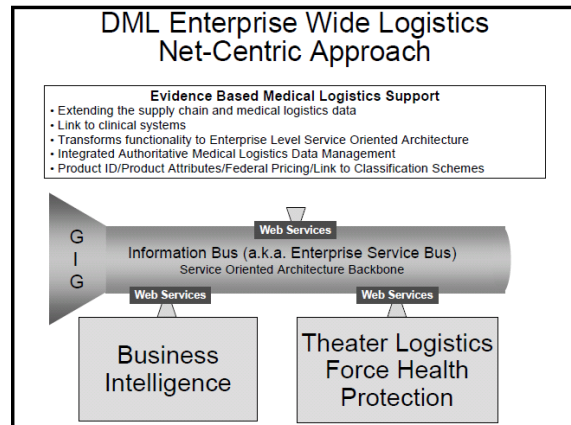 DML Enterprise Wide Logistics
Net-Centric Approach
Evidence Based Medical Logistics Support
• Extending the supply chain and medical logistics data
• Link to clinical systems
• Transforms functionality to Enterprise Level Service Oriented Architecture
• Integrated Authoritative Medical Logistics Data Management
• Product ID/Product Attributes/Federal Pricing/Link to Classification Schemes
G
I
G
Web Services
Information Bus (a.k.a. Enterprise Service Bus)
Service Oriented Architecture Backbone
Web Services
Web Services
Business
Intelligence
Theater Logistics
Force Health
Protection